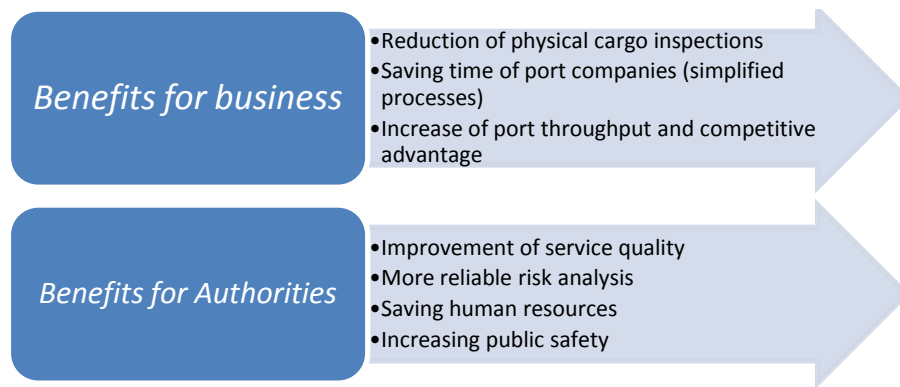 Benefits for business
•Reduction of physical cargo inspections
•Saving time of port companies (simplified
processes)
•Increase of port throughput and competitive
advantage
Benefits for Authorities
•Improvement of service quality
•More reliable risk analysis
•Saving human resources
•Increasing public safety